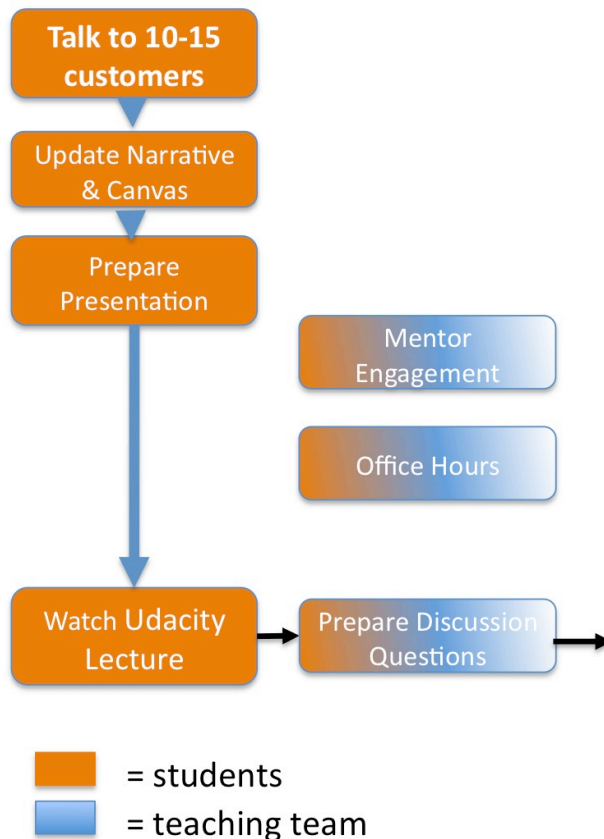 Talk to 10-15
customers
Update Narrative
& Canvas
Prepare
Presentation
Mentor
Engagement
Office Hours
Watch Udacity
Lecture
Prepare Discussion
Questions
= students
= teaching team